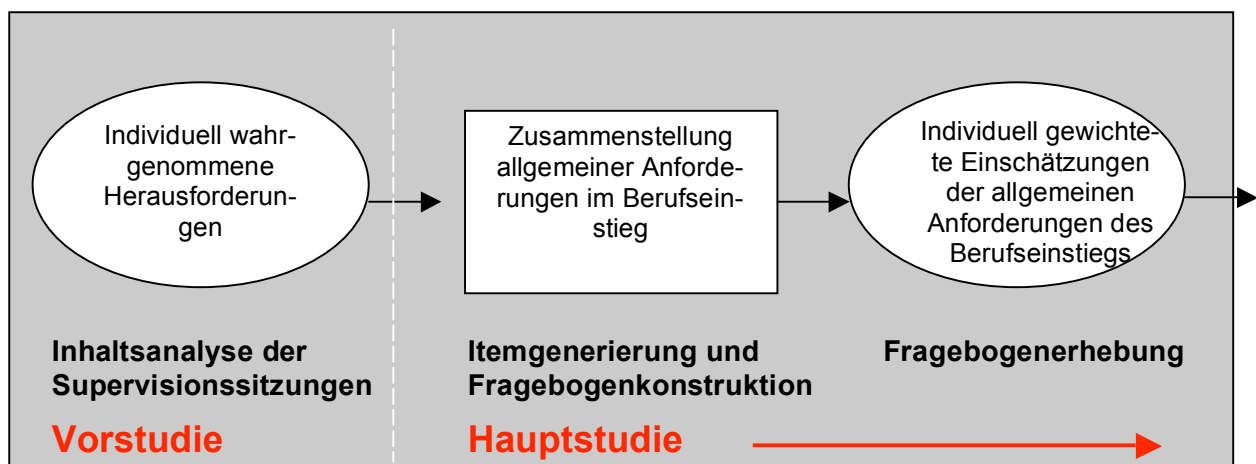 Individuell wahr-
genommene
Herausforderun-
gen
Zusammenstellung
allgemeiner Anforde-
rungen im Berufsein-
stieg
Individuell gewichte-
te Einschätzungen
der allgemeinen
Anforderungen des
Berufseinstiegs
Inhaltsanalyse der
Supervisionssitzungen
Itemgenerierung und
Fragebogenkonstruktion
Fragebogenerhebung
Vorstudie
Hauptstudie